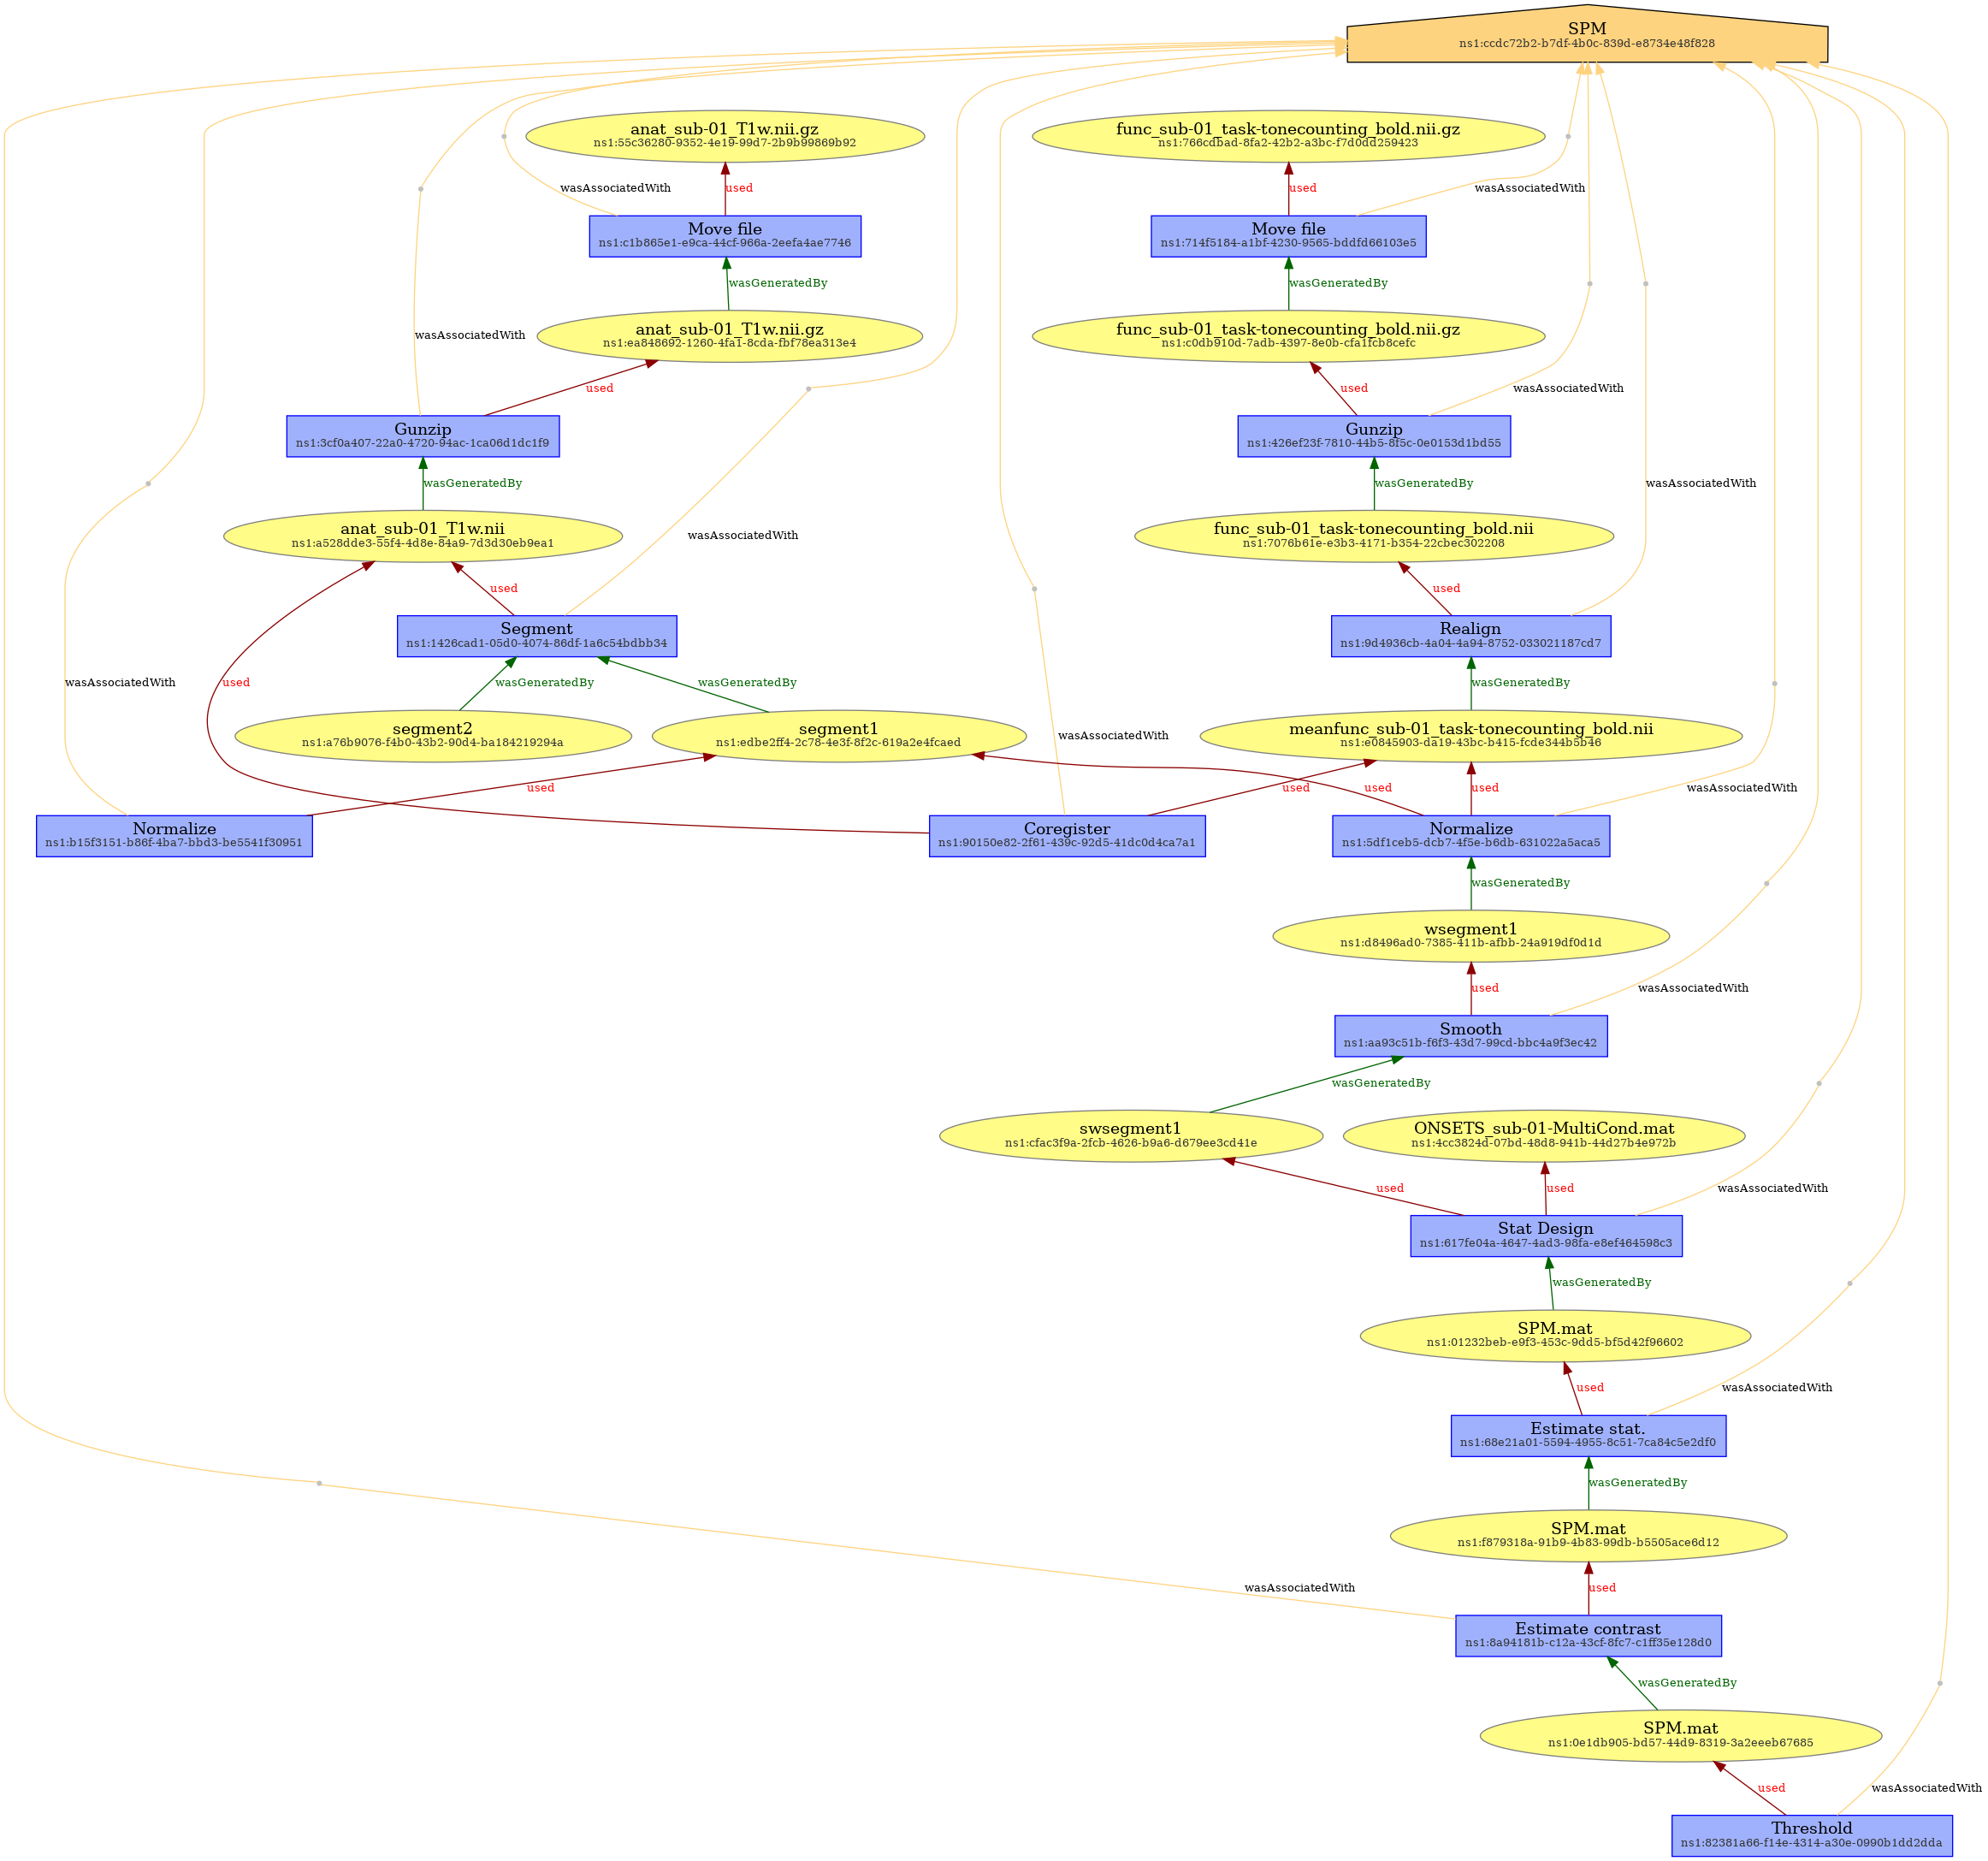 SPM
ns1:ccdc72b2-b7df-4b0c-839d-e8734e48f828
anat_sub-01_T1w.nii.gz
ns1:55c36280-9352-4e19-99d7-2b9b99869b92
func_sub-01_task-tonecounting_bold.nii.gz
ns1:766cdbad-8fa2-42b2-a3bc-f7d0dd259423
wasAssociatedWith
used
used
wasAssociatedWith
Move file
ns1:c1b865e1-e9ca-44cf-966a-2eefa4ae7746
Move file
ns1:714f5184-a1bf-4230-9565-bddfd66103e5
wasGeneratedBy
wasGeneratedBy
wasAssociatedWith
anat_sub-01_T1w.nii.gz
ns1:ea848692-1260-4fa1-8cda-fbf78ea313e4
func_sub-01_task-tonecounting_bold.nii.gz
ns1:c0db910d-7adb-4397-8e0b-cfa1fcb8cefc
used
used
wasAssociatedWith
Gunzip
ns1:3cf0a407-22a0-4720-94ac-1ca06d1dc1f9
Gunzip
ns1:426ef23f-7810-44b5-8f5c-0e0153d1bd55
wasGeneratedBy
wasGeneratedBy
wasAssociatedWith
anat_sub-01_T1w.nii
ns1:a528dde3-55f4-4d8e-84a9-7d3d30eb9ea1
wasAssociatedWith
func_sub-01_task-tonecounting_bold.nii
ns1:7076b61e-e3b3-4171-b354-22cbec302208
used
used
Segment
ns1:1426cad1-05d0-4074-86df-1a6c54bdbb34
Realign
ns1:9d4936cb-4a04-4a94-8752-033021187cd7
wasAssociatedWith
used
wasGeneratedBy
wasGeneratedBy
wasGeneratedBy
segment2
ns1:a76b9076-f4b0-43b2-90d4-ba184219294a
segment1
ns1:edbe2ff4-2c78-4e3f-8f2c-619a2e4fcaed
wasAssociatedWith
meanfunc_sub-01_task-tonecounting_bold.nii
ns1:e0845903-da19-43bc-b415-fcde344b5b46
used
used
used
used
wasAssociatedWith
Normalize
ns1:b15f3151-b86f-4ba7-bbd3-be5541f30951
Coregister
ns1:90150e82-2f61-439c-92d5-41dc0d4ca7a1
Normalize
ns1:5df1ceb5-dcb7-4f5e-b6db-631022a5aca5
wasGeneratedBy
wsegment1
ns1:d8496ad0-7385-411b-afbb-24a919df0d1d
used
wasAssociatedWith
Smooth
ns1:aa93c51b-f6f3-43d7-99cd-bbc4a9f3ec42
wasGeneratedBy
swsegment1
ns1:cfac3f9a-2fcb-4626-b9a6-d679ee3cd41e
ONSETS_sub-01-MultiCond.mat
ns1:4cc3824d-07bd-48d8-941b-44d27b4e972b
used
used
wasAssociatedWith
Stat Design
ns1:617fe04a-4647-4ad3-98fa-e8ef464598c3
wasGeneratedBy
SPM.mat
ns1:01232beb-e9f3-453c-9dd5-bf5d42f96602
used
wasAssociatedWith
Estimate stat.
ns1:68e21a01-5594-4955-8c51-7ca84c5e2df0
wasGeneratedBy
SPM.mat
ns1:f879318a-91b9-4b83-99db-b5505ace6d12
wasAssociatedWith
used
Estimate contrast
ns1:8a94181b-c12a-43cf-8fc7-c1ff35e128d0
wasGeneratedBy
SPM.mat
ns1:0e1db905-bd57-44d9-8319-3a2eeeb67685
used
wasAssociatedWith
Threshold
ns1:82381a66-f14e-4314-a30e-0990b1dd2dda